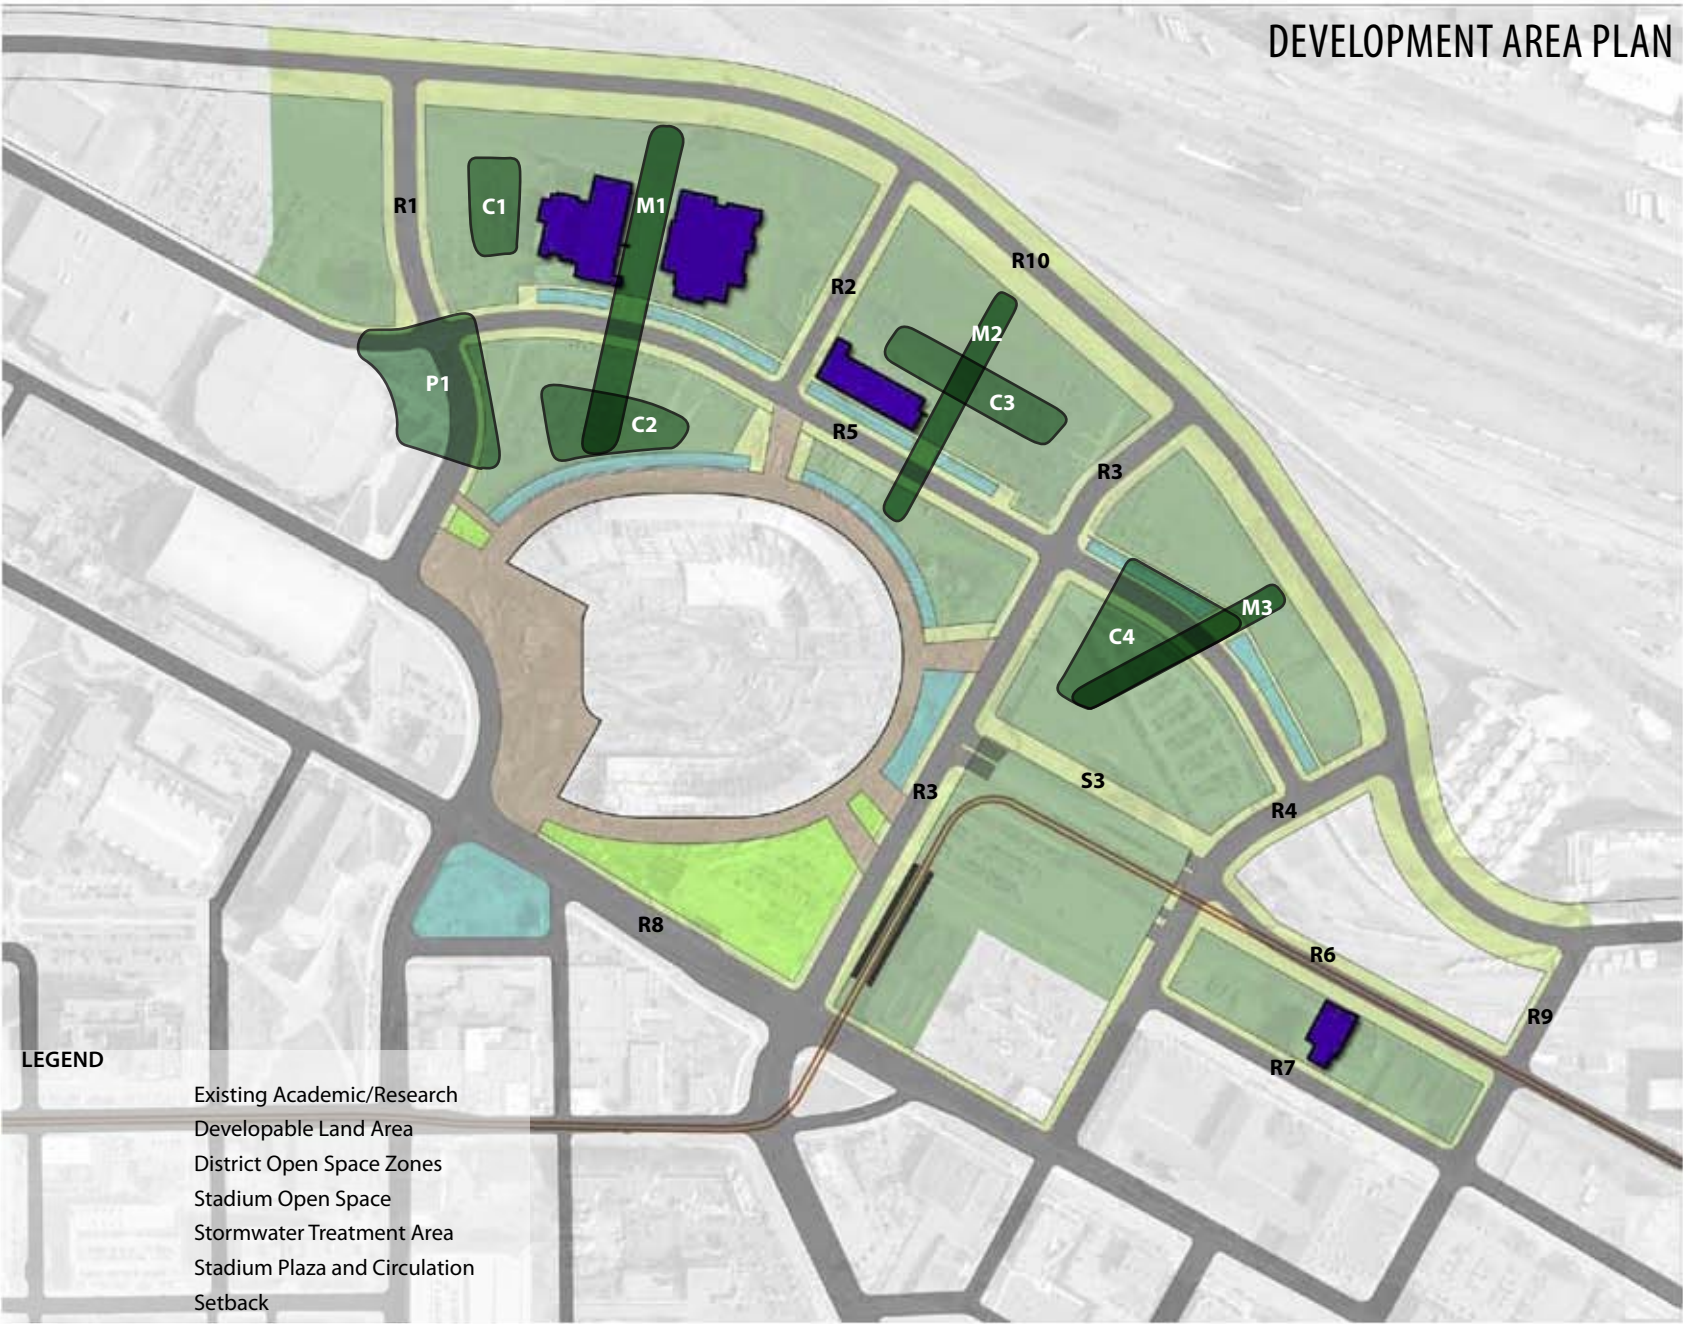 DEVELOPMENT AREA PLAN
R1
C1
M1
R10
R2
M2
P1
C3
C2
R5
R3
M3
C4
S3
R3
R4
R8
R6
R9
R7
LEGEND
Existing Academic/Research
Developable Land Area
District Open Space Zones
Stadium Open Space
Stormwater Treatment Area
Stadium Plaza and Circulation
Setback